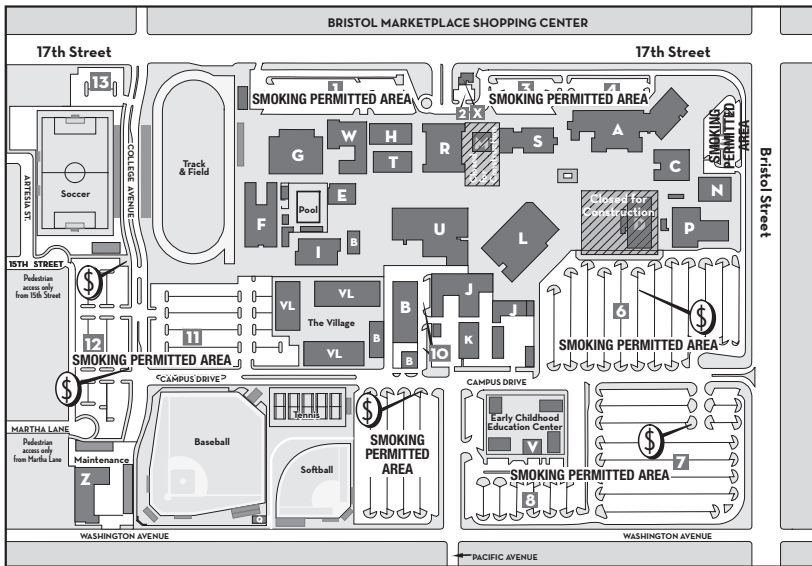 BRISTOL MARKETPLACE SHOPPING CENTER
17th Street
17th Street
13
1
SMOKING PERMITTED AREA
2
X
3
4
SMOKING PERMITTED AREA
SMOKING
PERMITTED
AREA
COLLEGE AVENUE
ARTESIA ST.
Bristol Street
Soccer
Track
& Field
G
W
H
T
R
S
A
C
N
P
F
E
Pool
I
B
U
L
Closed for
Construction
15TH STREET
Pedestrian
access only
from 15th Street
$
12
11
SMOKING PERMITTED AREA
$
VL
VL
The Village
VL
B
B
B
J
J
K
10
6
$
SMOKING PERMITTED AREA
CAMPUS DRIVE
CAMPUS DRIVE
MARTHA LANE
Pedestrian
access only
from Martha Lane
Maintenance
Z
Baseball
Tennis
Softball
Q
$
SMOKING
PERMITTED
AREA
Early Childhood
Education Center
V
$
7
SMOKING PERMITTED AREA
8
WASHINGTON AVENUE
WASHINGTON AVENUE
PACIFIC AVENUE